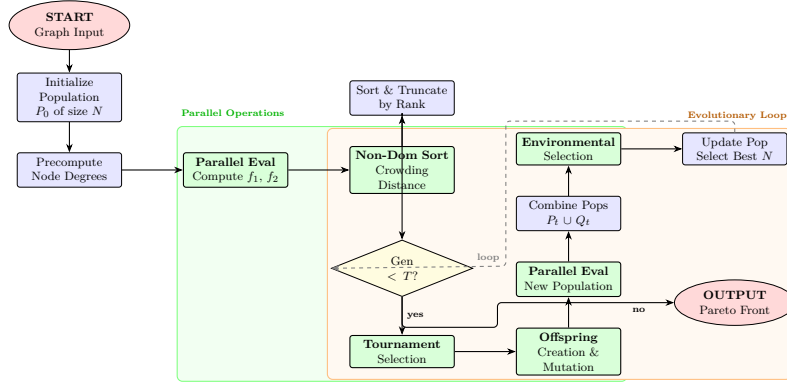 START
Graph Input
Initialize
Population
P₀ of size N
Precompute
Node Degrees
Parallel Operations
Parallel Eval
Compute f₁, f₂
Sort & Truncate
by Rank
Non-Dom Sort
Crowding
Distance
Gen
< T?
yes
Tournament
Selection
Evolutionary Loop
Environmental
Selection
Update Pop
Select Best N
Combine Pops
Pₜ ∪ Qₜ
loop
Parallel Eval
New Population
Offspring
Creation &
Mutation
no
OUTPUT
Pareto Front